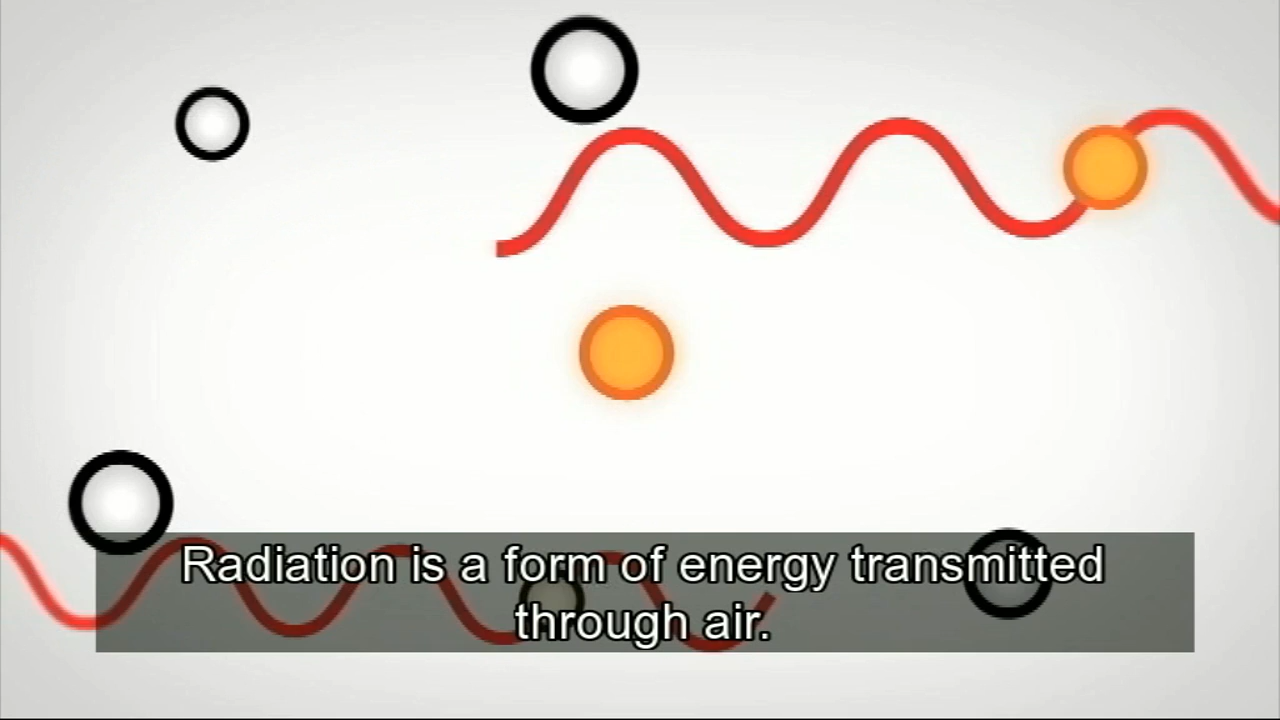 Radiation is a form of energy transmitted
through air.